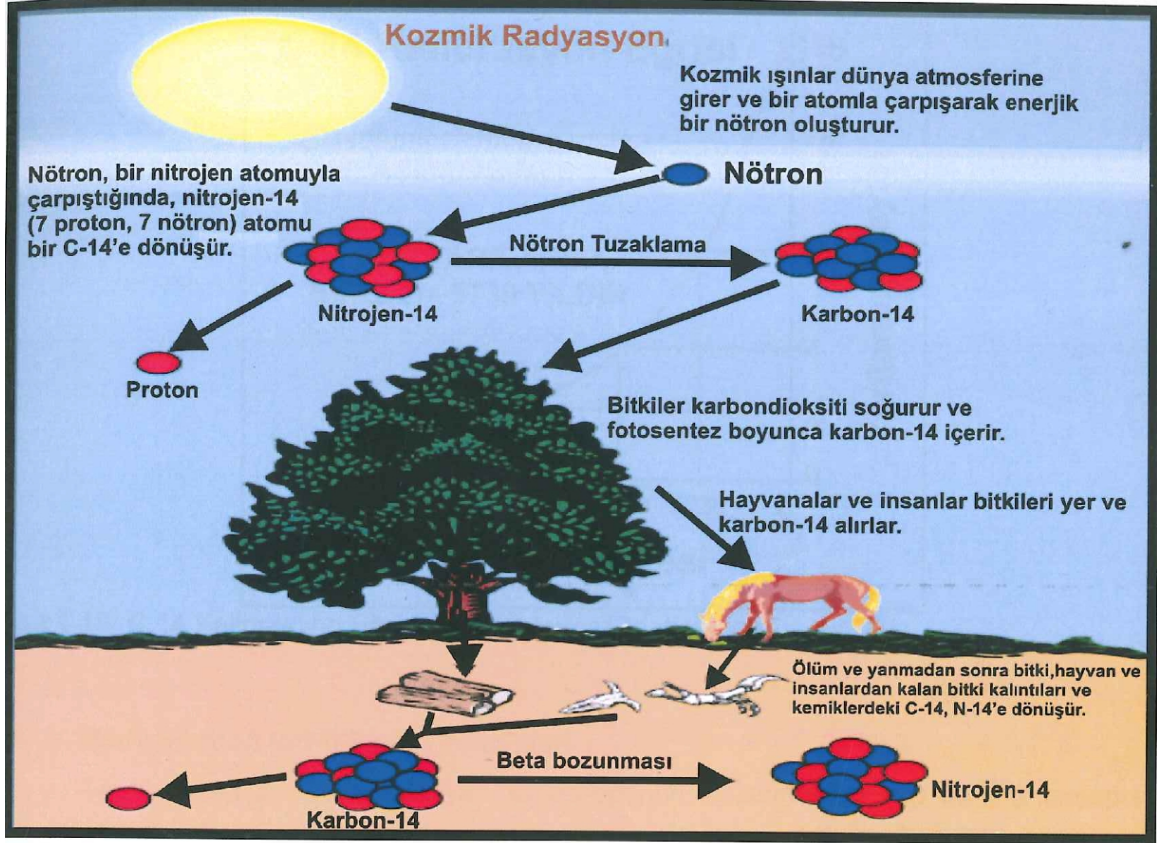 Kozmik Radyasyon
Kozmik ışınlar dünya atmosferine
girer ve bir atomla çarpışarak enerjik
bir nötron oluşturur.
Nötron
Nötron, bir nitrojen atomuyla
çarpıştığında, nitrojen-14
(7 proton, 7 nötron) atomu
bir C-14'e dönüşür.
Nötron Tuzaklama
Nitrojen-14
Karbon-14
Proton
Bitkiler karbondioksiti soğurur ve
fotosentez boyunca karbon-14 içerir.
Hayvanalar ve insanlar bitkileri yer ve
karbon-14 alırlar.
Ölüm ve yanmadan sonra bitki,hayvan ve
insanlardan kalan bitki kalıntıları ve
kemiklerdeki C-14, N-14'e dönüşür.
Beta bozunması
Karbon-14
Nitrojen-14